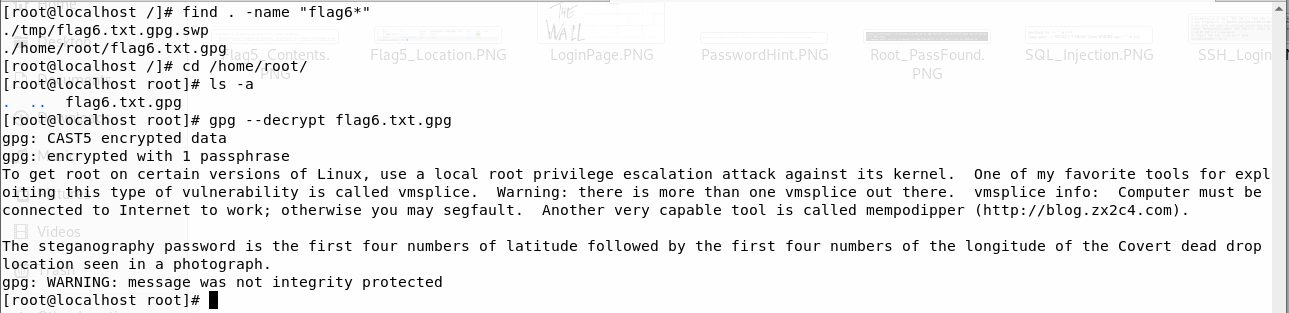 [root@localhost /]# find . -name "flag6*"
./tmp/flag6.txt.gpg.swp
./home/root/flag6.txt.gpg
[root@localhost /]# cd /home/root/
[root@localhost root]# ls -a
.  ..  flag6.txt.gpg
[root@localhost root]# gpg --decrypt flag6.txt.gpg
gpg: CAST5 encrypted data
gpg: encrypted with 1 passphrase
To get root on certain versions of Linux, use a local root privilege escalation attack against its kernel.  One of my favorite tools for expl
oiting this type of vulnerability is called vmsplice.  Warning: there is more than one vmsplice out there.  vmsplice info:  Computer must be
connected to Internet to work; otherwise you may segfault.  Another very capable tool is called mempodipper (http://blog.zx2c4.com).
The steganography password is the first four numbers of latitude followed by the first four numbers of the longitude of the Covert dead drop
location seen in a photograph.
gpg: WARNING: message was not integrity protected
[root@localhost root]#
THE WALL
Flag5_Contents.PNG
Flag5_Location.PNG
LoginPage.PNG
PasswordHint.PNG
Root_PassFound.PNG
SQL_Injection.PNG
SSH_Login
Videos